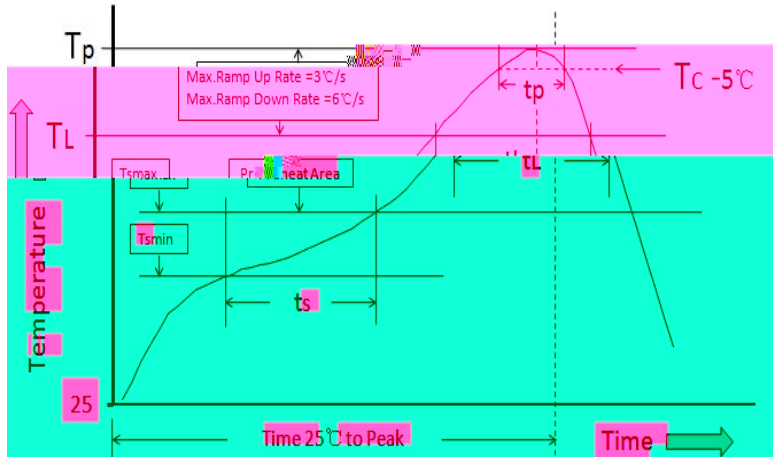 Tp
Max.Ramp Up Rate =3℃/s
Max.Ramp Down Rate =6℃/s
tp
TC -5℃
TL
Tsmax
Area
tL
Tsmin
ts
Temperature
25
Time 25℃ to Peak
Time